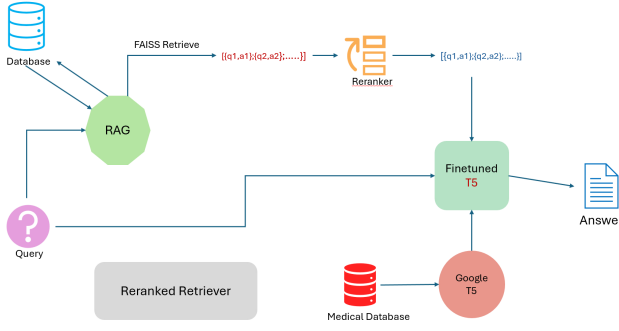 FAISS Retrieve
Database
[{q1,a1};{q2,a2};.....}]
Reranker
[{q1,a1};{q2,a2};.....}]
RAG
Finetuned
T5
Answe
Query
Google
T5
Reranked Retriever
Medical Database